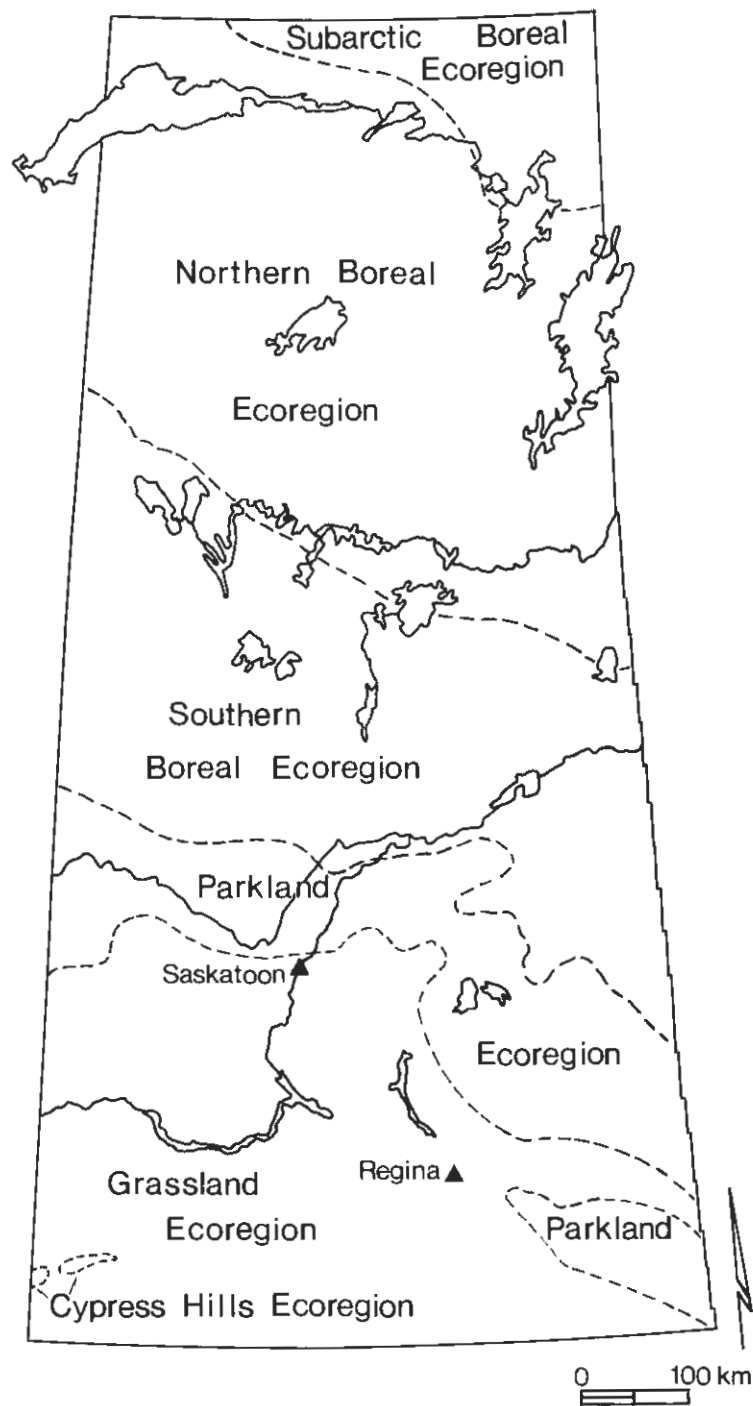 Subarctic Boreal
Ecoregion
Northern Boreal
Ecoregion
Southern
Boreal Ecoregion
Parkland
Saskatoon
Ecoregion
Regina
Grassland
Ecoregion
Parkland
Cypress Hills Ecoregion
0 100 km